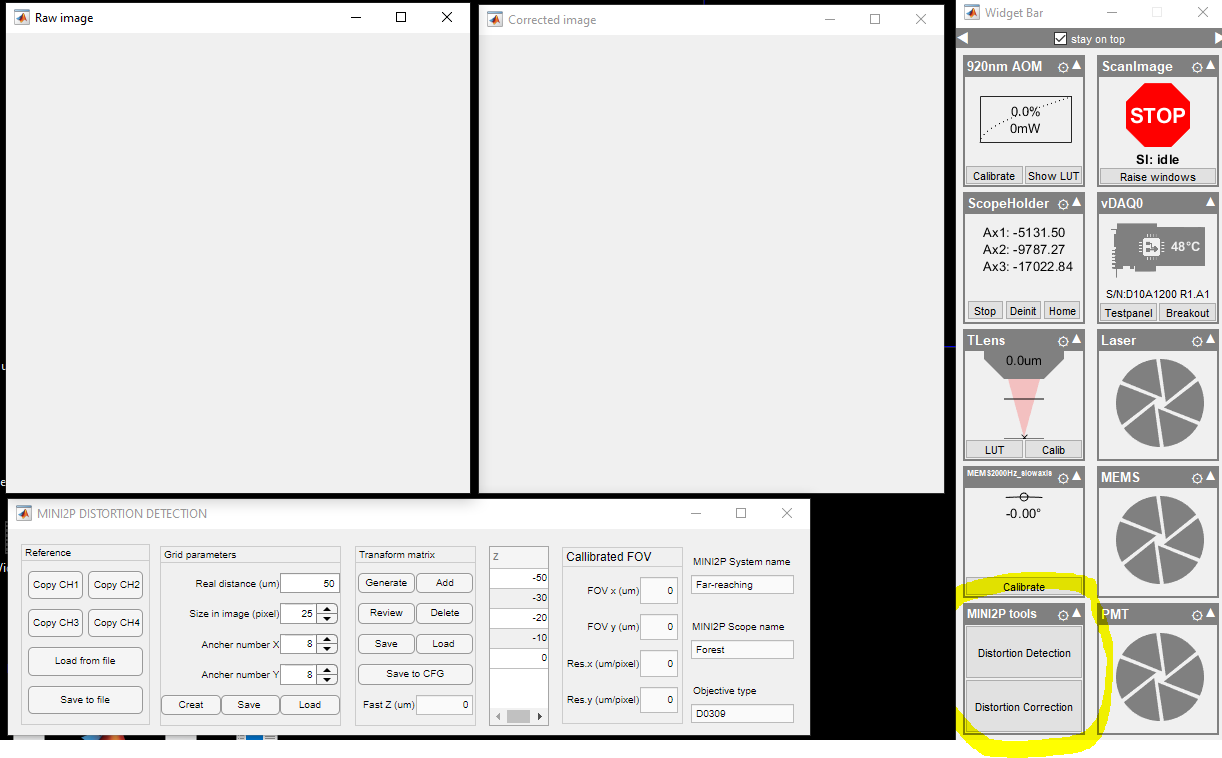 Raw image
Corrected image
Widget Bar
stay on top
920nm AOM
0.0%
0mW
Calibrate Show LUT
ScanImage
STOP
SI: idle
Raise windows
ScopeHolder
Ax1: -5131.50
Ax2: -9787.27
Ax3: -17022.84
Stop Deinit Home
vDAQ0
48°C
S/N:D10A1200 R1.A1
Testpanel Breakout
TLens
0.0um
LUT Calib
Laser
MEMS2000Hz_slowaxis
-0.00°
Calibrate
MEMS
MINI2P tools
Distortion Detection
Distortion Correction
PMT
MINI2P DISTORTION DETECTION
Reference
Copy CH1 Copy CH2
Copy CH3 Copy CH4
Load from file
Save to file
Grid parameters
Real distance (um) 50
Size in image (pixel) 25
Ancher number X 8
Ancher number Y 8
Creat Save Load
Tranaform matrix
Generate Add
Review Delete
Save Load
Save to CFG
Fast Z (um) 0
Z
-50
-30
-20
-10
0
Callibrated FOV
FOV x (um) 0
FOV y (um) 0
Res.x (um/pixel) 0
Res.y (um/pixel) 0
MINI2P System name
Far-reaching
MINI2P Scope name
Forest
Objective type
D0309